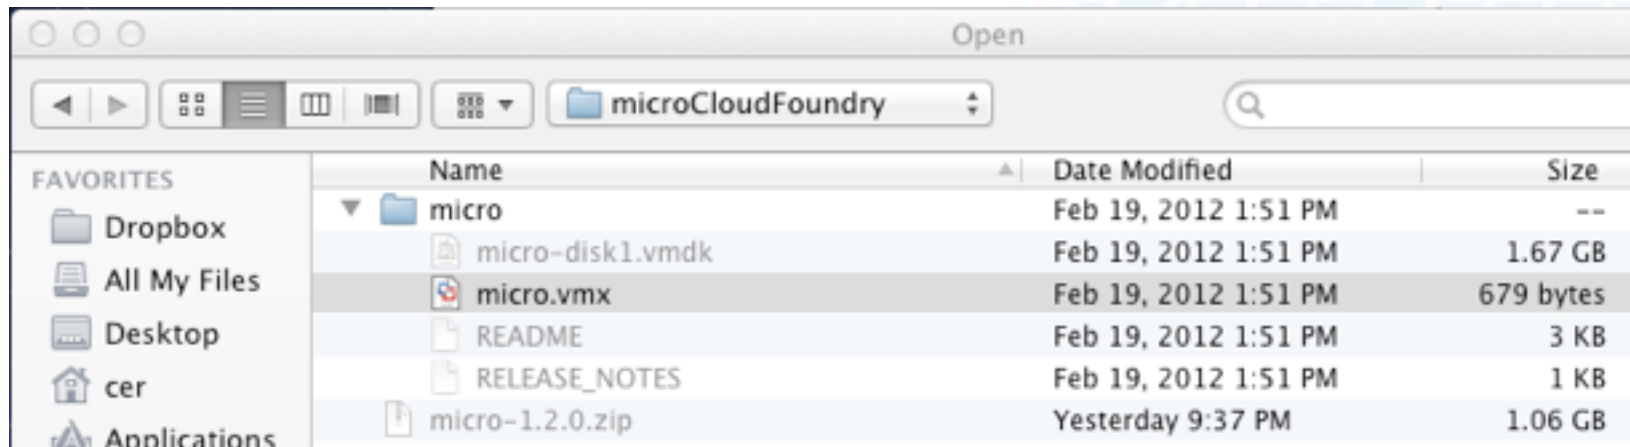 Open
microCloudFoundry
Name Date Modified Size
FAVORITES
Dropbox
All My Files
Desktop
cer
Applications
micro Feb 19, 2012 1:51 PM --
micro-disk1.vmdk Feb 19, 2012 1:51 PM 1.67 GB
micro.vmx Feb 19, 2012 1:51 PM 679 bytes
README Feb 19, 2012 1:51 PM 3 KB
RELEASE_NOTES Feb 19, 2012 1:51 PM 1 KB
micro-1.2.0.zip Yesterday 9:37 PM 1.06 GB